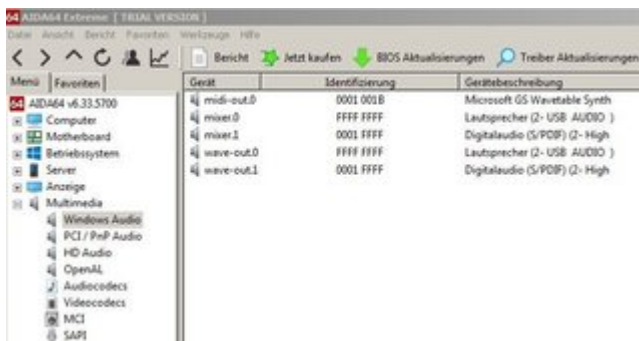 64 AIDA64 Extreme [ TRIAL VERSION ]
Datei Ansicht Bericht Favoriten Werkzeuge Hilfe
Bericht Jetzt kaufen BIOS Aktualisierungen Treiber Aktualisierungen
Menü Favoriten
Gerät Identifizierung Gerätebeschreibung
64 AIDA64 v6.33.5700
Computer
Motherboard
Betriebssystem
Server
Anzeige
Multimedia
Windows Audio
PCI / PnP Audio
HD Audio
OpenAL
Audiocodecs
Videocodecs
MCI
SAPI
midi-out.0 0001 001B Microsoft GS Wavetable Synth
mixer.0 FFFF FFFF Lautsprecher (2- USB AUDIO )
mixer.1 0001 FFFF Digitalaudio (S/PDIF) (2- High
wave-out.0 FFFF FFFF Lautsprecher (2- USB AUDIO )
wave-out.1 0001 FFFF Digitalaudio (S/PDIF) (2- High